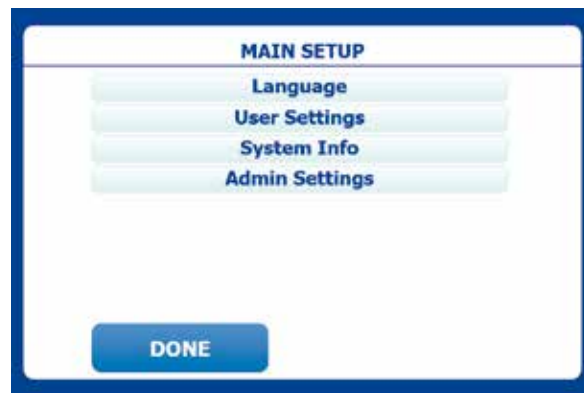 MAIN SETUP
Language
User Settings
System Info
Admin Settings
DONE